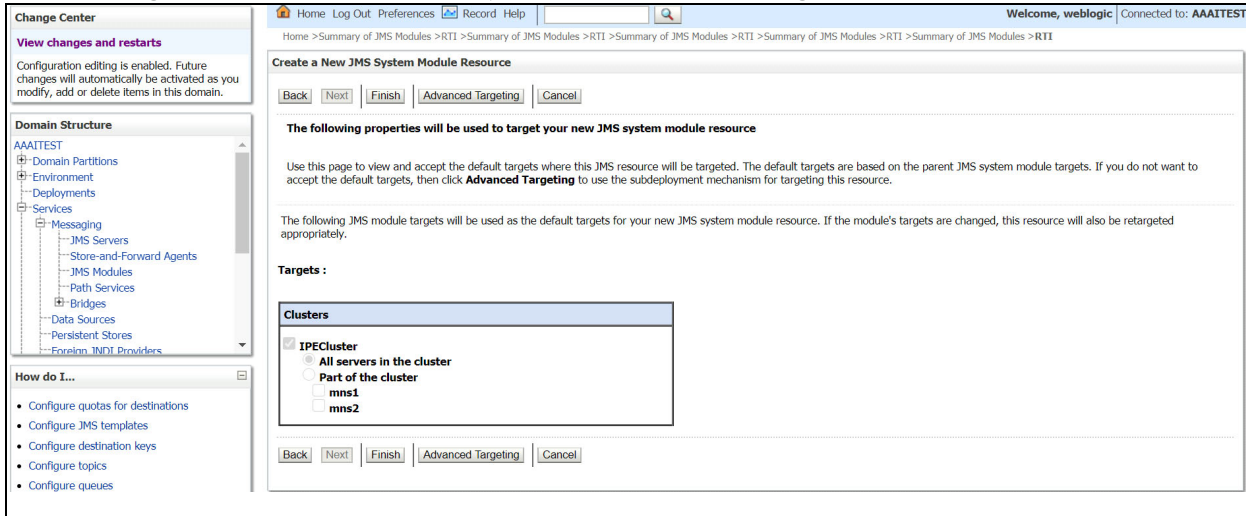 Change Center
View changes and restarts
Configuration editing is enabled. Future
changes will automatically be activated as you
modify, add or delete items in this domain.
Domain Structure
AAAITEST
Domain Partitions
Environment
Deployments
Services
Messaging
JMS Servers
Store-and-Forward Agents
JMS Modules
Path Services
Bridges
Data Sources
Persistent Stores
Foreign JNDI Providers
How do I...
Configure quotas for destinations
Configure JMS templates
Configure destination keys
Configure topics
Configure queues
Home Log Out Preferences Record Help
Welcome, weblogic Connected to: AAAITEST
Home >Summary of JMS Modules >RTI >Summary of JMS Modules >RTI >Summary of JMS Modules >RTI >Summary of JMS Modules >RTI >Summary of JMS Modules >RTI
Create a New JMS System Module Resource
Back Next Finish Advanced Targeting Cancel
The following properties will be used to target your new JMS system module resource
Use this page to view and accept the default targets where this JMS resource will be targeted. The default targets are based on the parent JMS system module targets. If you do not want to
accept the default targets, then click Advanced Targeting to use the subdeployment mechanism for targeting this resource.
The following JMS module targets will be used as the default targets for your new JMS system module resource. If the module's targets are changed, this resource will also be retargeted
appropriately.
Targets :
Clusters
IPECluster
All servers in the cluster
Part of the cluster
mns1
mns2
Back Next Finish Advanced Targeting Cancel